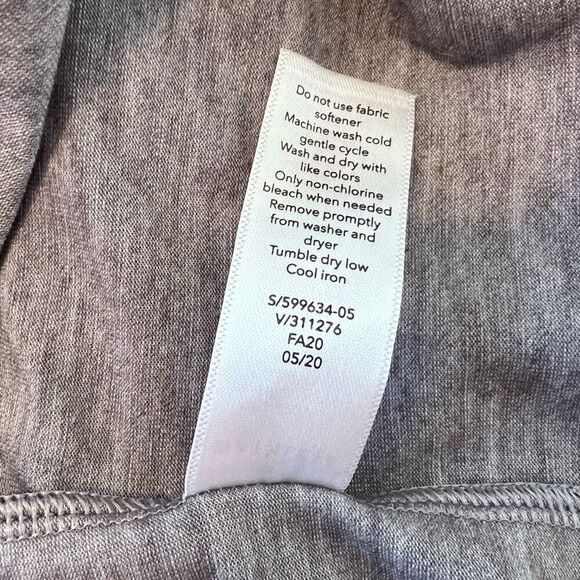 Do not use fabric
softener
Machine wash cold
gentle cycle
Wash and dry with
like colors
Only non-chlorine
bleach when needed
Remove promptly
from washer and
dryer
Tumble dry low
Cool iron
S/599634-05
V/311276
FA20
05/20